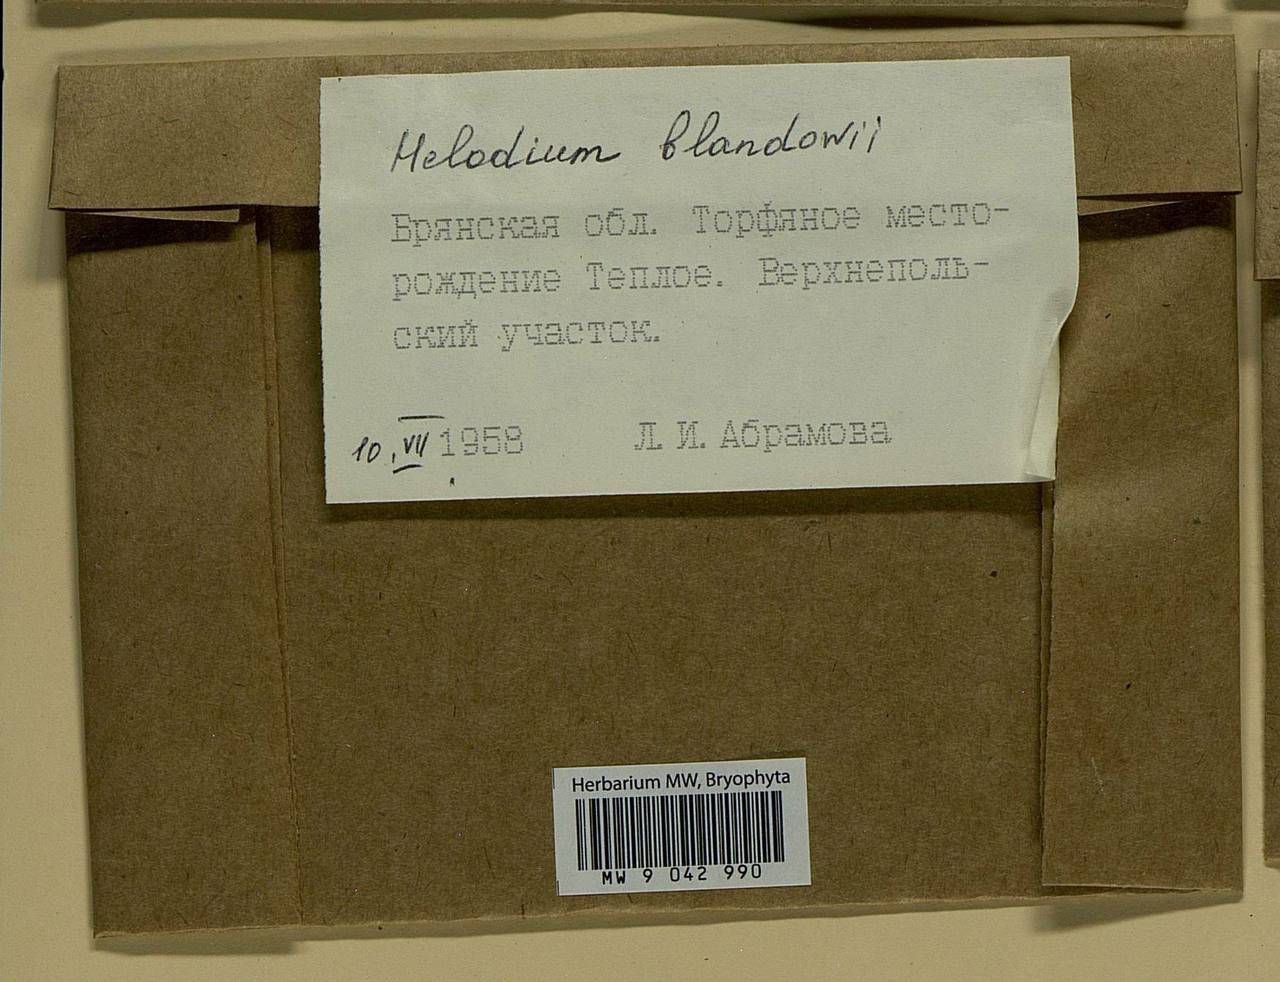 Helodium blandowii
Брянская обл. Торфяное место-
рождение Теплое. Верхнеполь-
ский участок.
10.VII 1958 Л.И. Абрамова
Herbarium MW, Bryophyta
MW 9 042 990